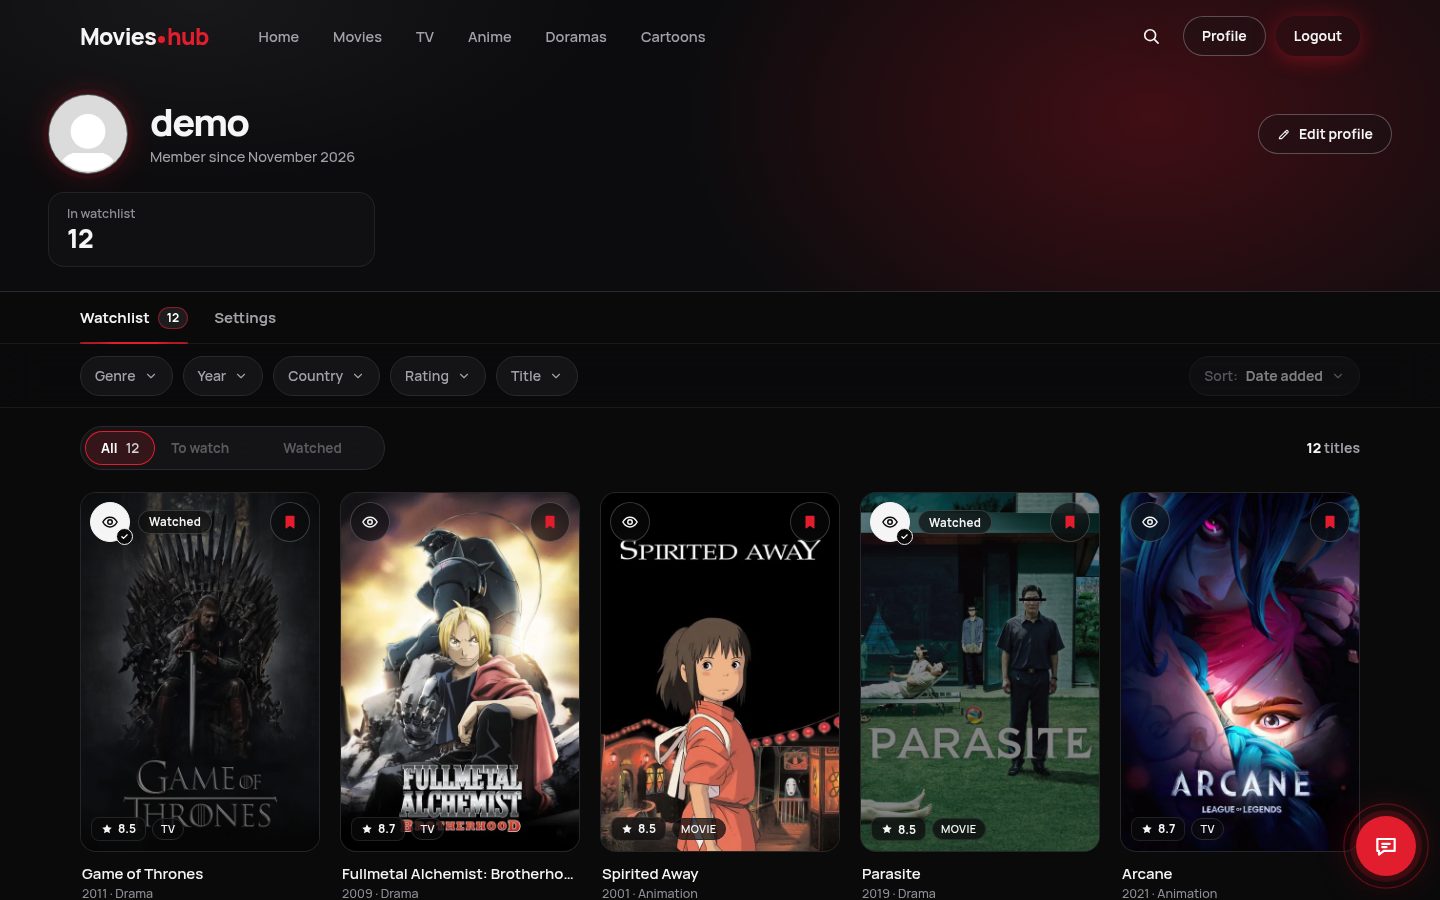 Movies•hub Home Movies TV Anime Doramas Cartoons Profile Logout
demo
Member since November 2026
Edit profile
In watchlist
12
Watchlist 12 Settings
Genre Year Country Rating Title Sort: Date added
All 12 To watch Watched 12 titles
Watched
GAME OF
THRONES
8.5 TV
Game of Thrones
2011 · Drama
FULLMETAL
ALCHEMIST
BROTHERHOOD
8.7 TV
Fullmetal Alchemist: Brotherho...
2009 · Drama
SPIRITED AWAY
8.5 MOVIE
Spirited Away
2001 · Animation
Watched
PARASITE
8.5 MOVIE
Parasite
2019 · Drama
ARCANE
LEAGUE OF LEGENDS
8.7 TV
Arcane
2021 · Animation